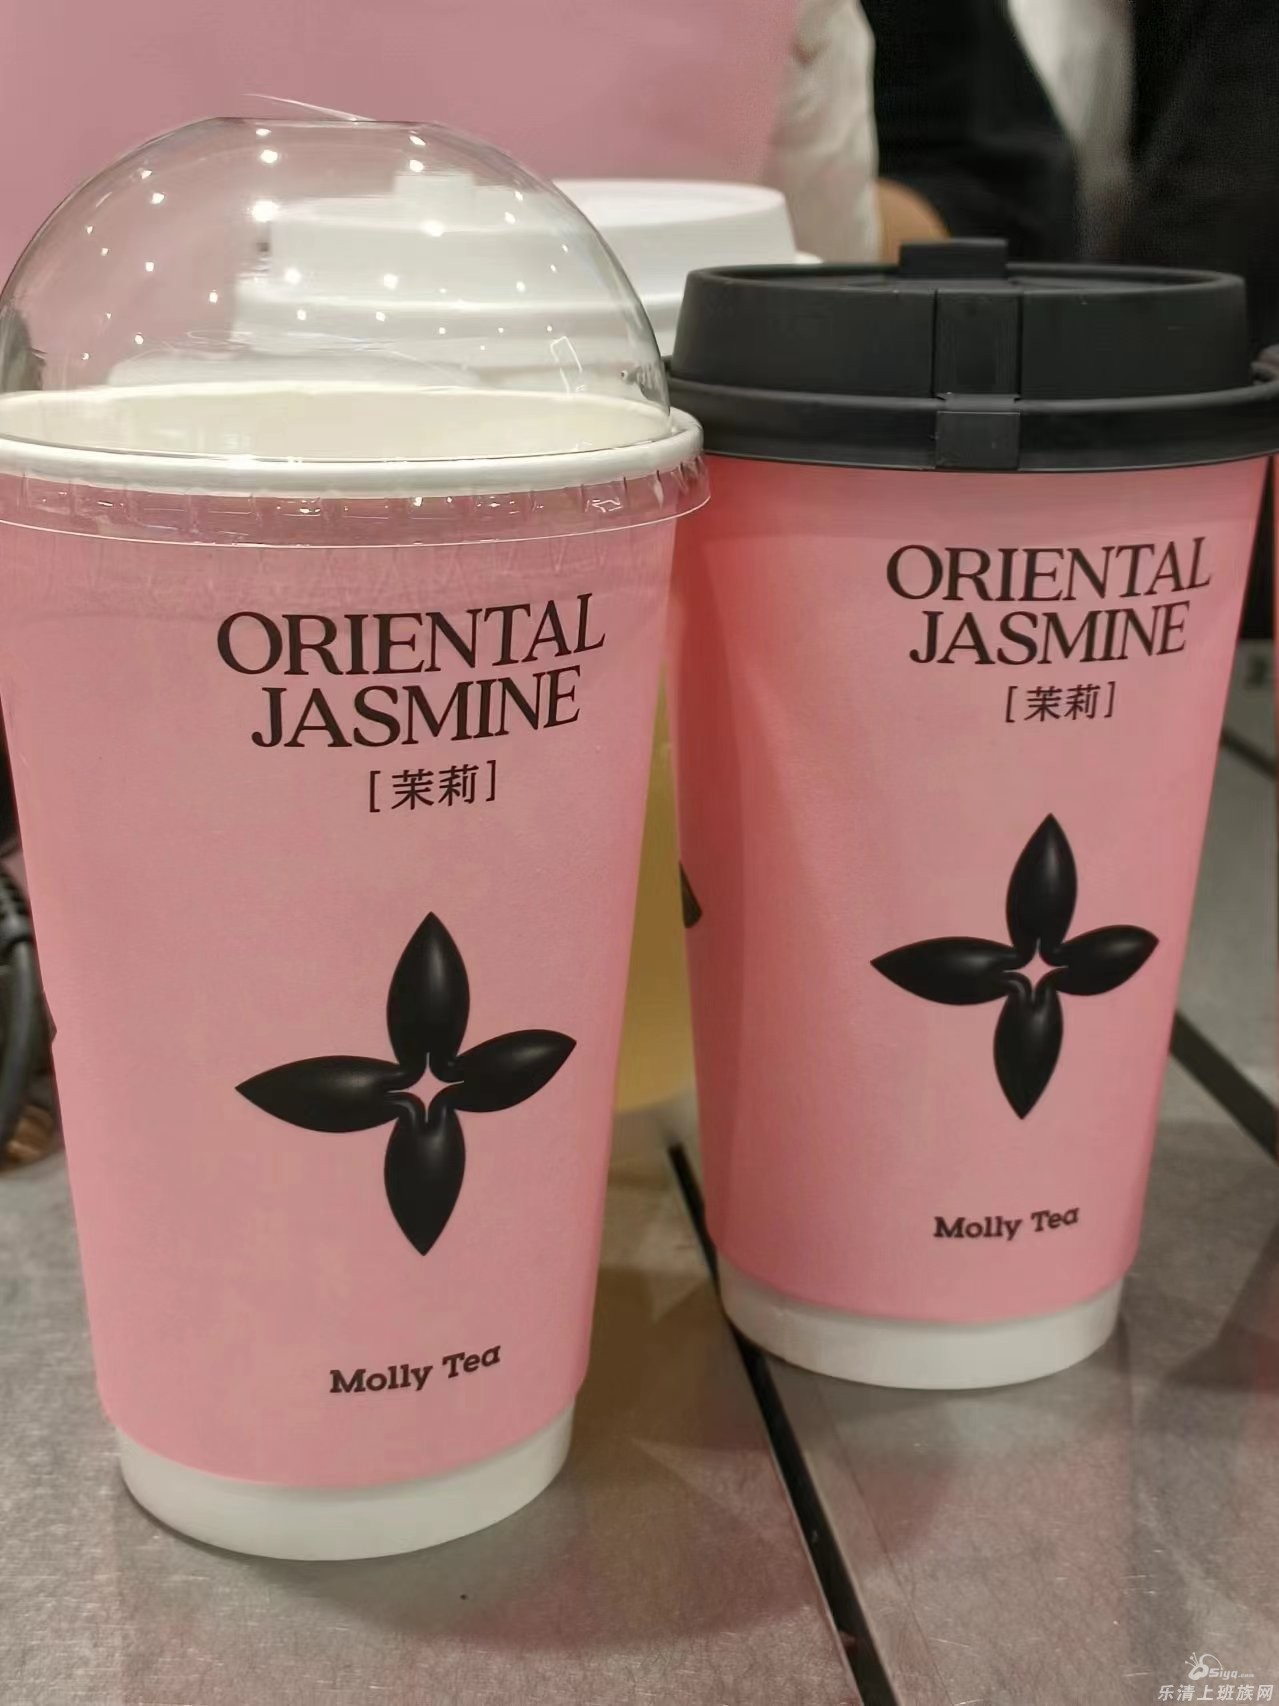 ORIENTAL
JASMINE
[茉莉]
Molly Tea
ORIENTAL
JASMINE
[茉莉]
Molly Tea
乐清上班族网